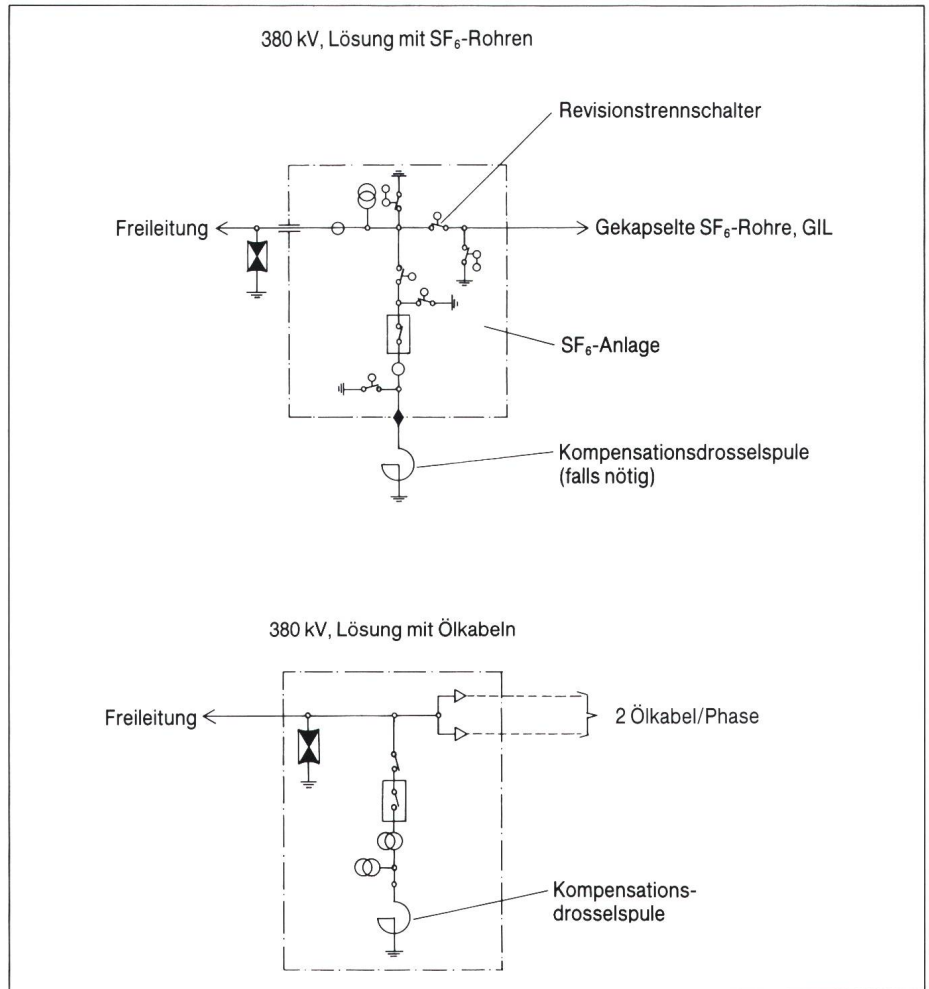 380 kV, Lösung mit SF₆-Rohren
Revisionstrennschalter
Freileitung
Gekapselte SF₆-Rohre, GIL
SF₆-Anlage
Kompensationsdrosselspule
(falls nötig)
380 kV, Lösung mit Ölkabeln
Freileitung
2 Ölkabel/Phase
Kompensations-
drosselspule